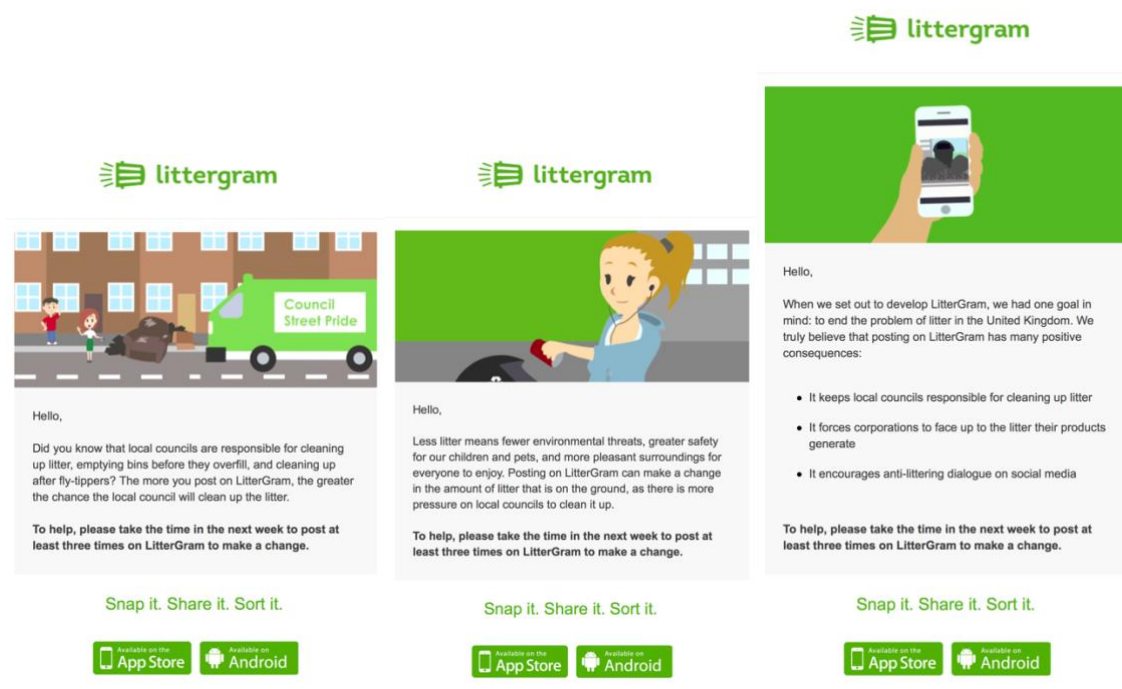 littergram
Council
Street Pride
Hello,
Did you know that local councils are responsible for cleaning
up litter, emptying bins before they overfill, and cleaning up
after fly-tippers? The more you post on LitterGram, the greater
the chance the local council will clean up the litter.
To help, please take the time in the next week to post at
least three times on LitterGram to make a change.
Snap it. Share it. Sort it.
Available on the
App Store
Available on
Android
littergram
Hello,
Less litter means fewer environmental threats, greater safety
for our children and pets, and more pleasant surroundings for
everyone to enjoy. Posting on LitterGram can make a change
in the amount of litter that is on the ground, as there is more
pressure on local councils to clean it up.
To help, please take the time in the next week to post at
least three times on LitterGram to make a change.
Snap it. Share it. Sort it.
Available on the
App Store
Available on
Android
littergram
Hello,
When we set out to develop LitterGram, we had one goal in
mind: to end the problem of litter in the United Kingdom. We
truly believe that posting on LitterGram has many positive
consequences:
• It keeps local councils responsible for cleaning up litter
• It forces corporations to face up to the litter their products
generate
• It encourages anti-littering dialogue on social media
To help, please take the time in the next week to post at
least three times on LitterGram to make a change.
Snap it. Share it. Sort it.
Available on the
App Store
Available on
Android